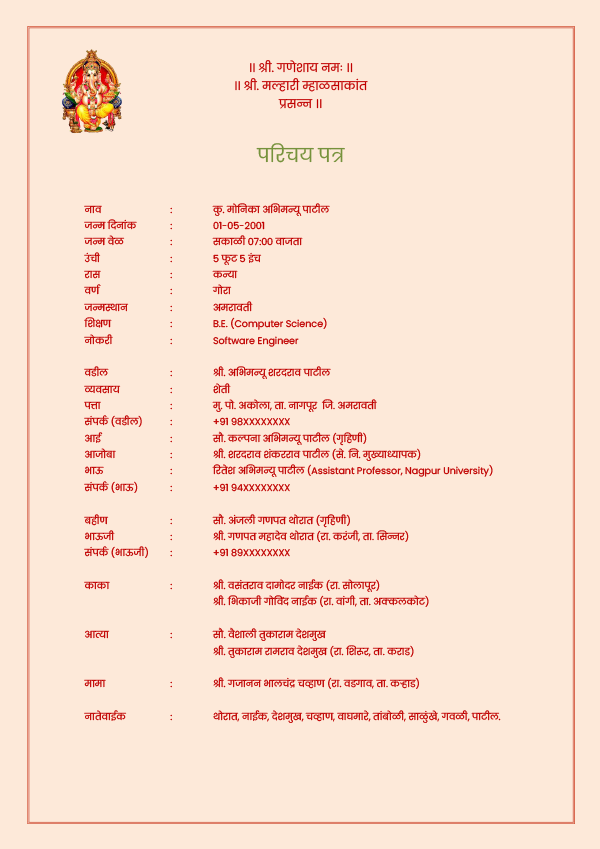 ॥ श्री. गणेशाय नमः ॥
॥ श्री. मल्हारी म्हाळसाकांत
प्रसन्न ॥
परिचय पत्र
नाव : कु. मोनिका अभिमन्यू पाटील
जन्म दिनांक : 01-05-2001
जन्म वेळ : सकाळी 07:00 वाजता
उंची : 5 फूट 5 इंच
रास : कन्या
वर्ण : गोरा
जन्मस्थान : अमरावती
शिक्षण : B.E. (Computer Science)
नोकरी : Software Engineer
वडील : श्री. अभिमन्यू शरदराव पाटील
व्यवसाय : शेती
पत्ता : मु. पो. अकोला, ता. नागपूर जि. अमरावती
संपर्क (वडील) : +91 98XXXXXXXX
आई : सौ. कल्पना अभिमन्यू पाटील (गृहिणी)
आजोबा : श्री. शरदराव शंकरराव पाटील (से. नि. मुख्याध्यापक)
भाऊ : रितेश अभिमन्यू पाटील (Assistant Professor, Nagpur University)
संपर्क (भाऊ) : +91 94XXXXXXXX
बहीण : सौ. अंजली गणपत थोरात (गृहिणी)
भाऊजी : श्री. गणपत महादेव थोरात (रा. करंजी, ता. सिन्नर)
संपर्क (भाऊजी) : +91 89XXXXXXXX
काका : श्री. वसंतराव दामोदर नाईक (रा. सोलापूर)
श्री. भिकाजी गोविंद नाईक (रा. वांगी, ता. अक्कलकोट)
आत्या : सौ. वैशाली तुकाराम देशमुख
श्री. तुकाराम रामराव देशमुख (रा. शिरूर, ता. कराड)
मामा : श्री. गजानन भालचंद्र चव्हाण (रा. वडगाव, ता. कऱ्हाड)
नातेवाईक : थोरात, नाईक, देशमुख, चव्हाण, वाघमारे, तांबोळी, साळुंखे, गवळी, पाटील.